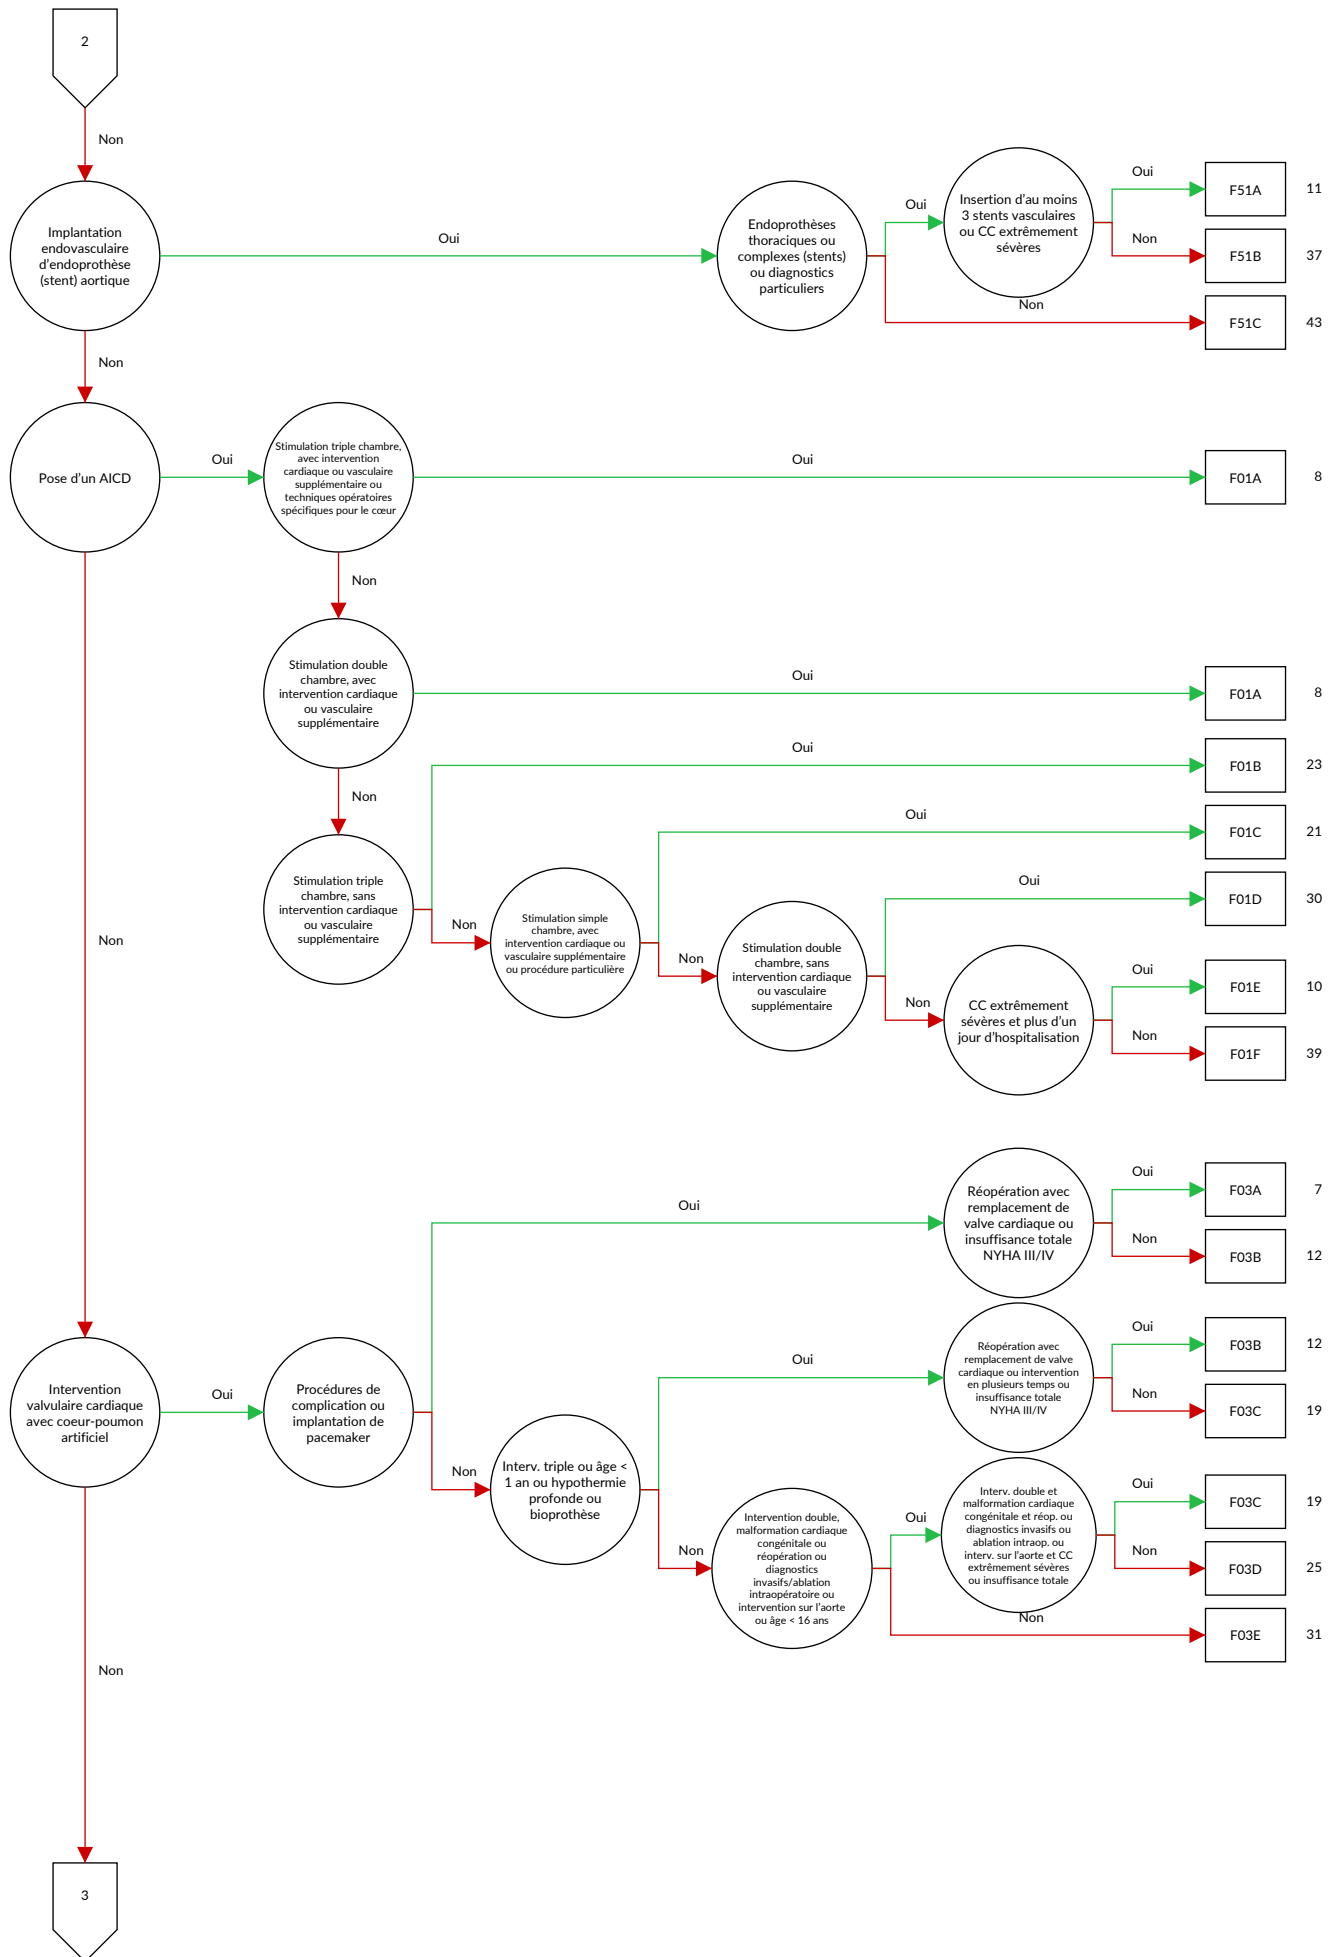 2
Non
Implantation
endovasculaire
d'endoprothèse
(stent) aortique
Oui
Endoprothèses
thoraciques ou
complexes (stents)
ou diagnostics
particuliers
Oui
Insertion d'au moins
3 stents vasculaires
ou CC extrêmement
sévères
Oui
F51A
11
Non
F51B
37
Non
F51C
43
Non
Pose d'un AICD
Oui
Stimulation triple chambre,
avec intervention
cardiaque ou vasculaire
supplémentaire ou
techniques opératoires
spécifiques pour le cœur
Oui
F01A
8
Non
Stimulation double
chambre, avec
intervention cardiaque
ou vasculaire
supplémentaire
Oui
F01A
8
Non
Stimulation triple
chambre, sans
intervention cardiaque
ou vasculaire
supplémentaire
Oui
F01B
23
Non
Stimulation simple
chambre, avec
intervention cardiaque ou
vasculaire supplémentaire
ou procédure particulière
Oui
F01C
21
Non
Stimulation double
chambre, sans
intervention cardiaque
ou vasculaire
supplémentaire
Oui
F01D
30
Non
CC extrêmement
sévères et plus d'un
jour d'hospitalisation
Oui
F01E
10
Non
F01F
39
Non
Intervention
valvulaire cardiaque
avec coeur-poumon
artificiel
Oui
Procédures de
complication ou
implantation de
pacemaker
Oui
Réopération avec
remplacement de
valve cardiaque ou
insuffisance totale
NYHA III/IV
Oui
F03A
7
Non
F03B
12
Non
Interv. triple ou âge <
1 an ou hypothermie
profonde ou
bioprothèse
Oui
Réopération avec
remplacement de valve
cardiaque ou intervention
en plusieurs temps ou
insuffisance totale
NYHA III/IV
Oui
F03B
12
Non
F03C
19
Non
Intervention double,
malformation cardiaque
congénitale ou
réopération ou
diagnostics
invasifs/ablation
intraopératoire ou
intervention sur l'aorte
ou âge < 16 ans
Oui
Interv. double et
malformation cardiaque
congénitale et réop. ou
diagnostics invasifs ou
ablation intraop. ou
interv. sur l'aorte et CC
extrêmement sévères
ou insuffisance totale
Oui
F03C
19
Non
F03D
25
Non
F03E
31
Non
3